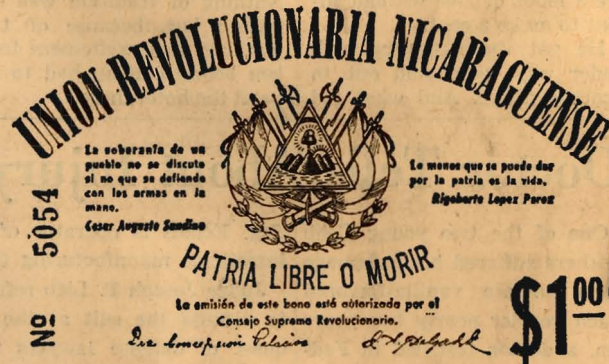 UNION REVOLUCIONARIA NICARAGUENSE
La soberanía de un
pueblo no se discute
si no que se defiende
con las armas en la
mano.
Cesar Augusto Sandino
Lo menos que se puede dar
por la patria es la vida.
Rigoberto Lopez Perez
Nº 5054
PATRIA LIBRE O MORIR
La emisión de este bono está autorizada por el
Consejo Supremo Revolucionario.
Concepción Palacios
$1.00